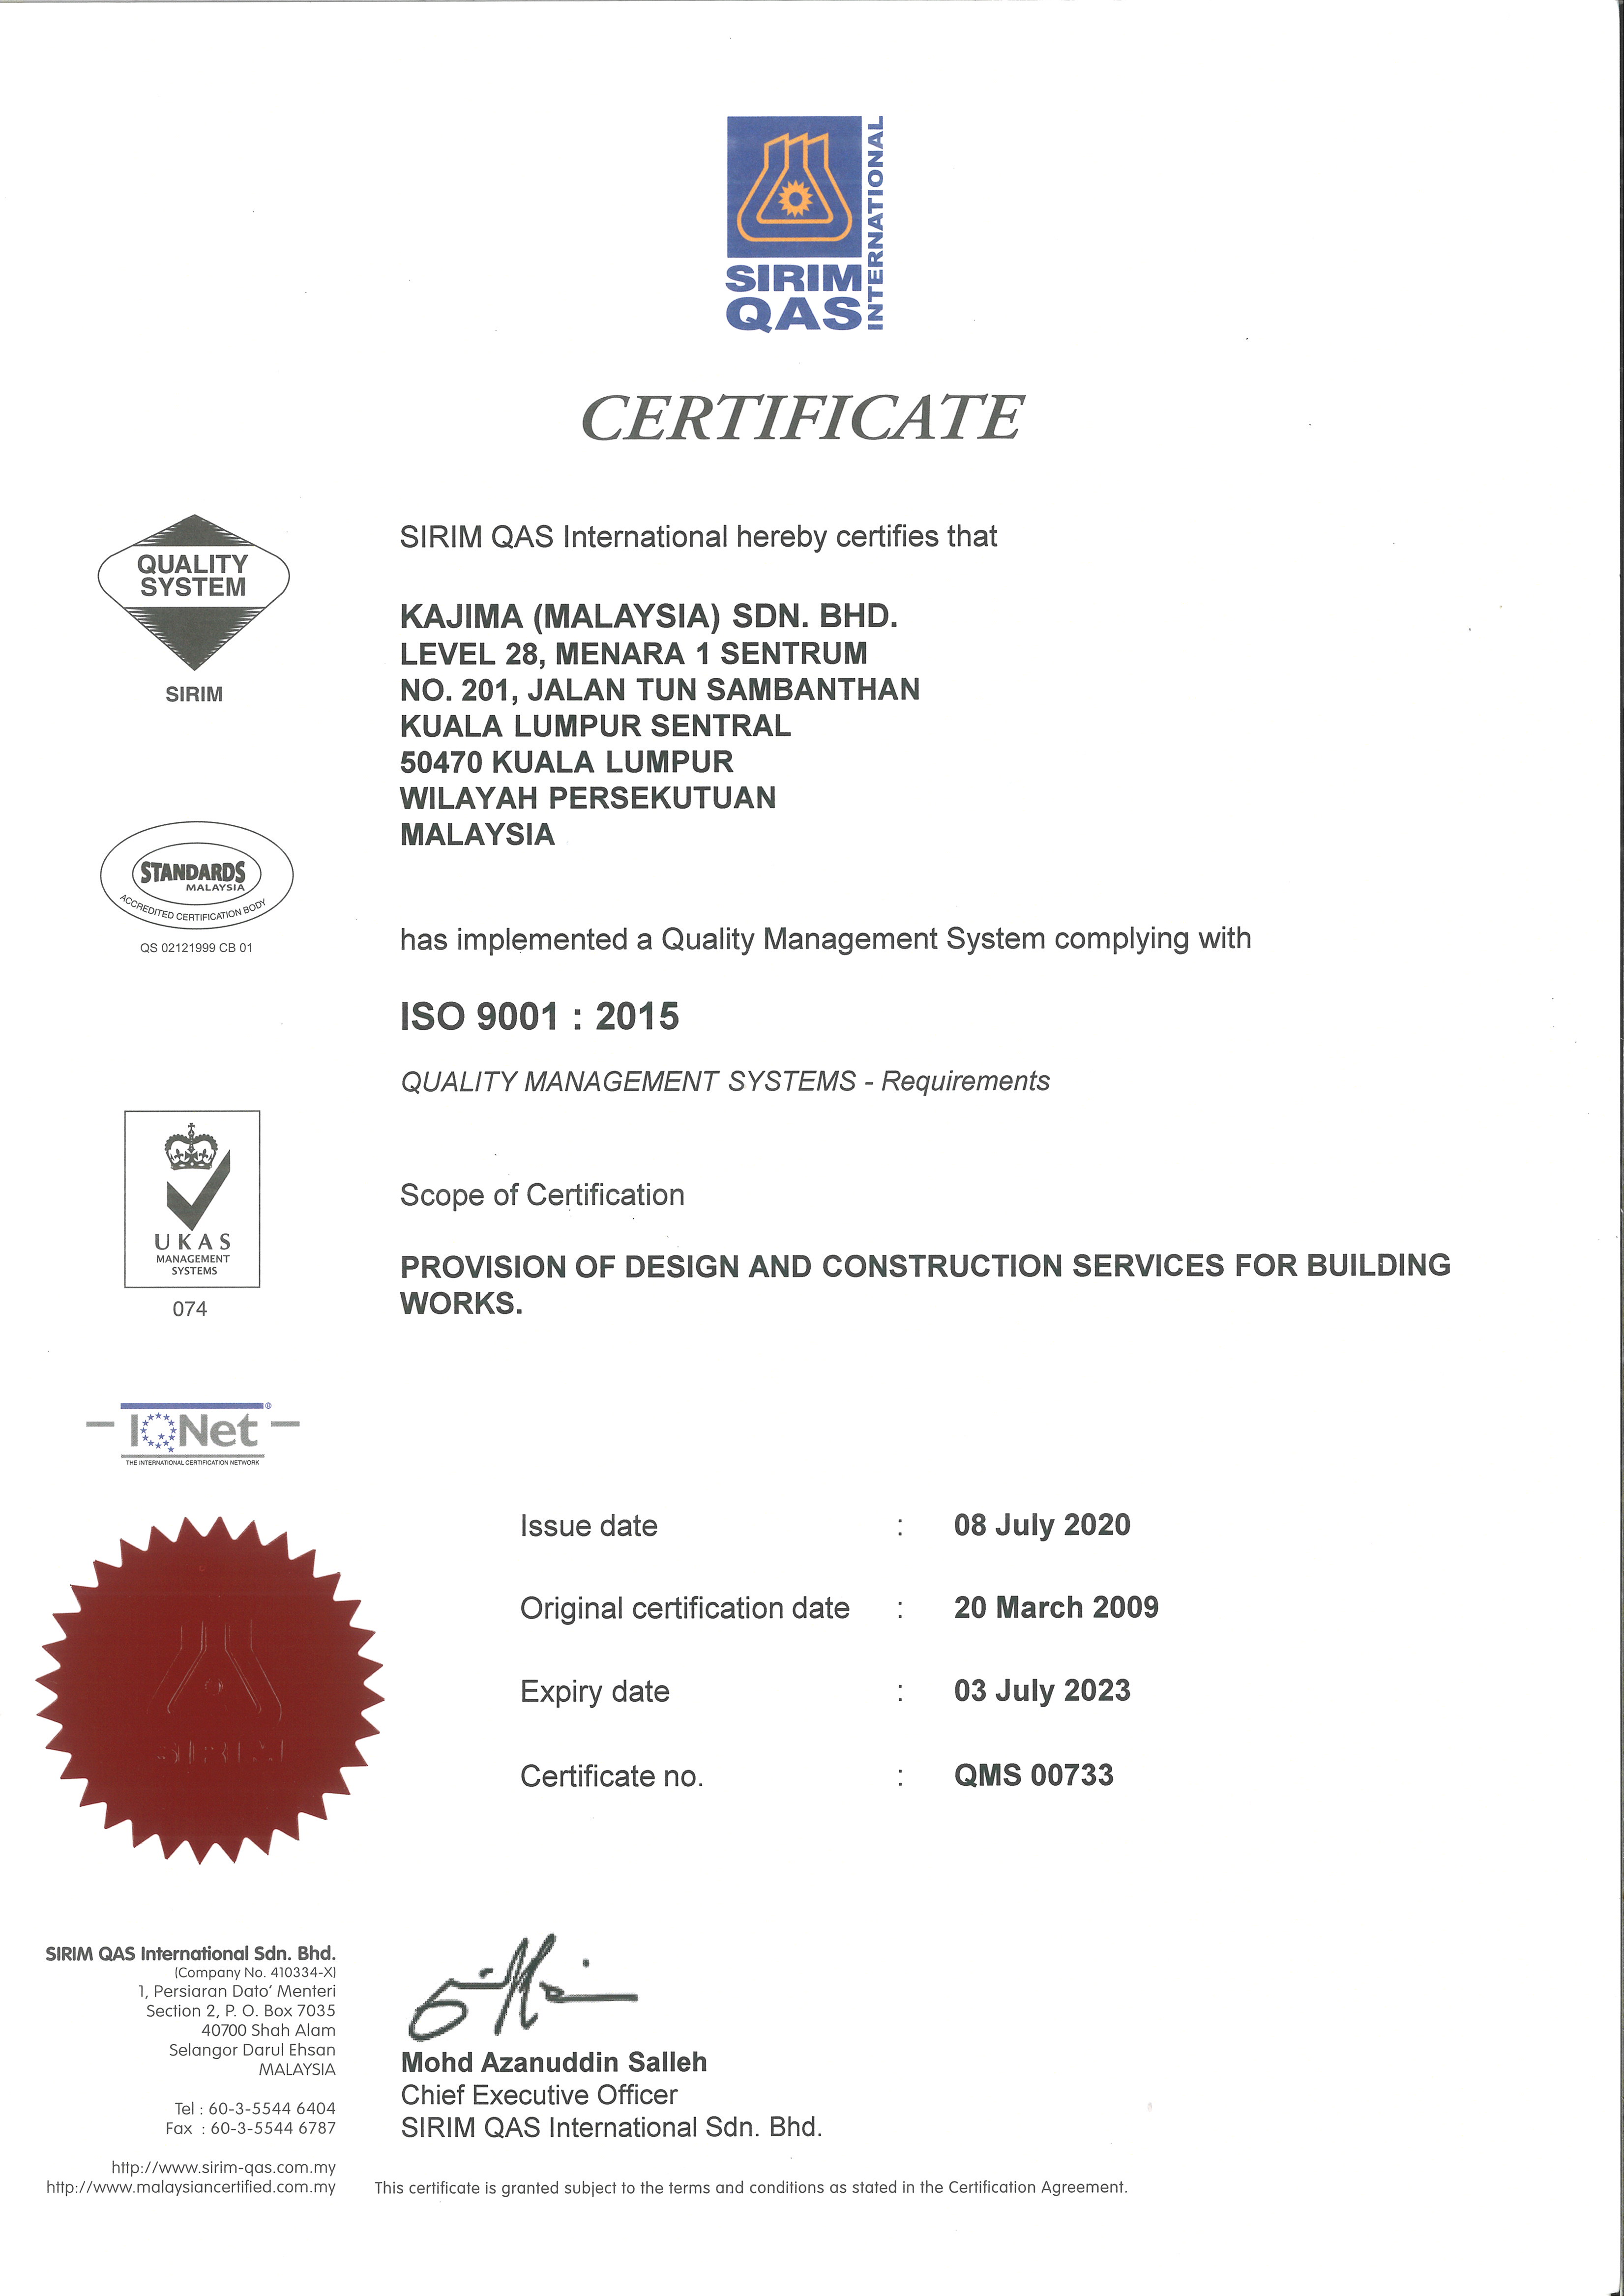 SIRIM
QAS
INTERNATIONAL
CERTIFICATE
QUALITY
SYSTEM
SIRIM
SIRIM QAS International hereby certifies that
KAJIMA (MALAYSIA) SDN. BHD.
LEVEL 28, MENARA 1 SENTRUM
NO. 201, JALAN TUN SAMBANTHAN
KUALA LUMPUR SENTRAL
50470 KUALA LUMPUR
WILAYAH PERSEKUTUAN
MALAYSIA
STANDARDS
MALAYSIA
ACCREDITED CERTIFICATION BODY
QS 02121999 CB 01
has implemented a Quality Management System complying with
ISO 9001 : 2015
QUALITY MANAGEMENT SYSTEMS - Requirements
UKAS
MANAGEMENT
SYSTEMS
074
Scope of Certification
PROVISION OF DESIGN AND CONSTRUCTION SERVICES FOR BUILDING
WORKS.
IQNet ®
THE INTERNATIONAL CERTIFICATION NETWORK
Issue date : 08 July 2020
Original certification date : 20 March 2009
Expiry date : 03 July 2023
Certificate no. : QMS 00733
SIRIM
SIRIM QAS International Sdn. Bhd.
(Company No. 410334-X)
1, Persiaran Dato' Menteri
Section 2, P. O. Box 7035
40700 Shah Alam
Selangor Darul Ehsan
MALAYSIA
Tel : 60-3-5544 6404
Fax : 60-3-5544 6787
http://www.sirim-qas.com.my
http://www.malaysiancertified.com.my
Mohd Azanuddin Salleh
Chief Executive Officer
SIRIM QAS International Sdn. Bhd.
This certificate is granted subject to the terms and conditions as stated in the Certification Agreement.